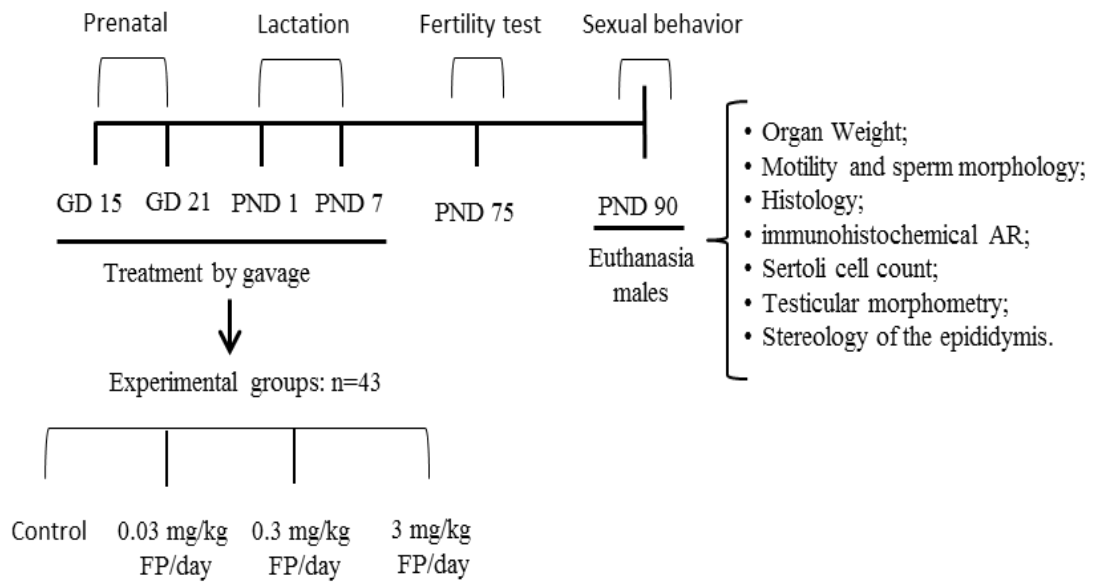 Prenatal
Lactation
Fertility test
Sexual behavior
GD 15
GD 21
PND 1
PND 7
PND 75
PND 90
Treatment by gavage
Euthanasia
males
• Organ Weight;
• Motility and sperm morphology;
• Histology;
• immunohistochemical AR;
• Sertoli cell count;
• Testicular morphometry;
• Stereology of the epididymis.
Experimental groups: n=43
Control
0.03 mg/kg
FP/day
0.3 mg/kg
FP/day
3 mg/kg
FP/day